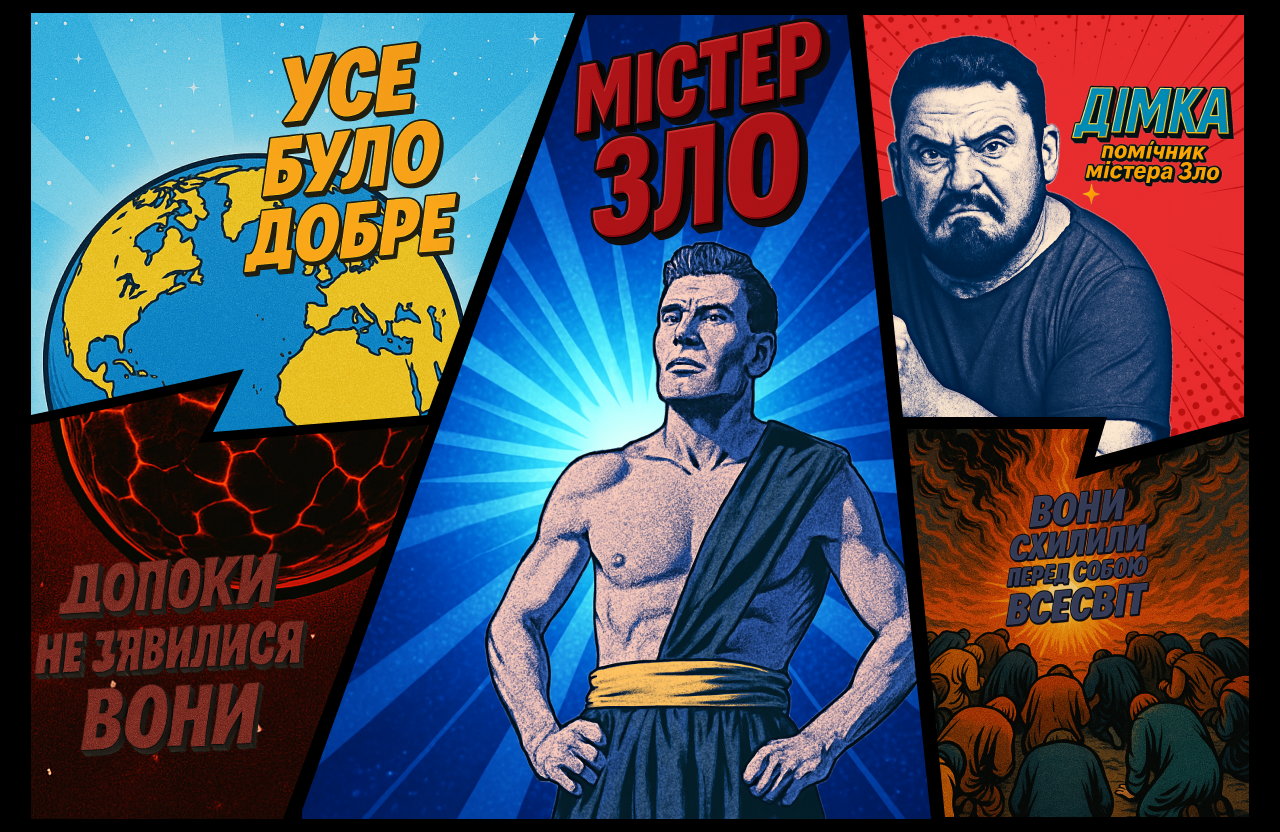 УСЕ
БУЛО
ДОБРЕ
ДОПОКИ
НЕ З'ЯВИЛИСЯ
ВОНИ
МІСТЕР
ЗЛО
ДІМКА
помічник
містера Зло
ВОНИ
СХИЛИЛИ
ПЕРЕД СОБОЮ
ВСЕСВІТ